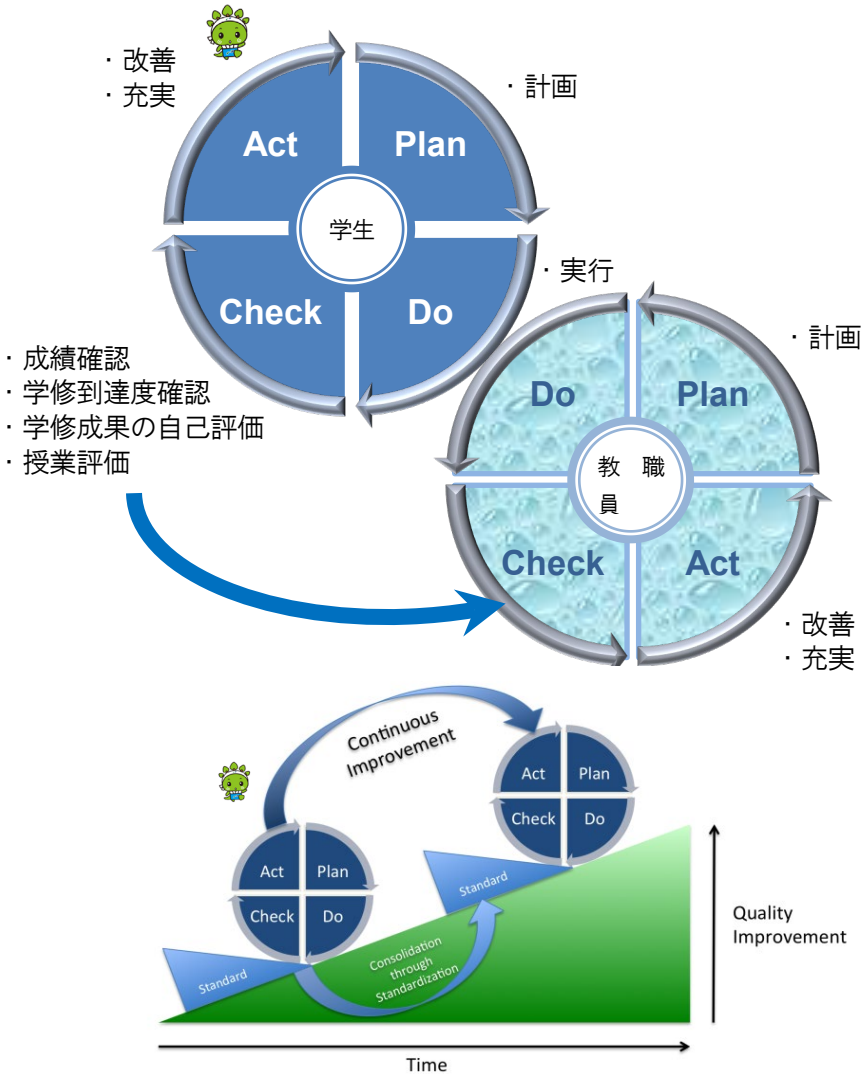 ・改善
・充実
・計画
Act
Plan
学生
Check
Do
・実行
・成績確認
・学修到達度確認
・学修成果の自己評価
・授業評価
・計画
Do
Plan
教 職
員
Check
Act
・改善
・充実
Continuous
Improvement
Act
Plan
Check
Do
Act
Plan
Check
Do
Standard
Standard
Consolidation
through
Standardization
Quality
Improvement
Time